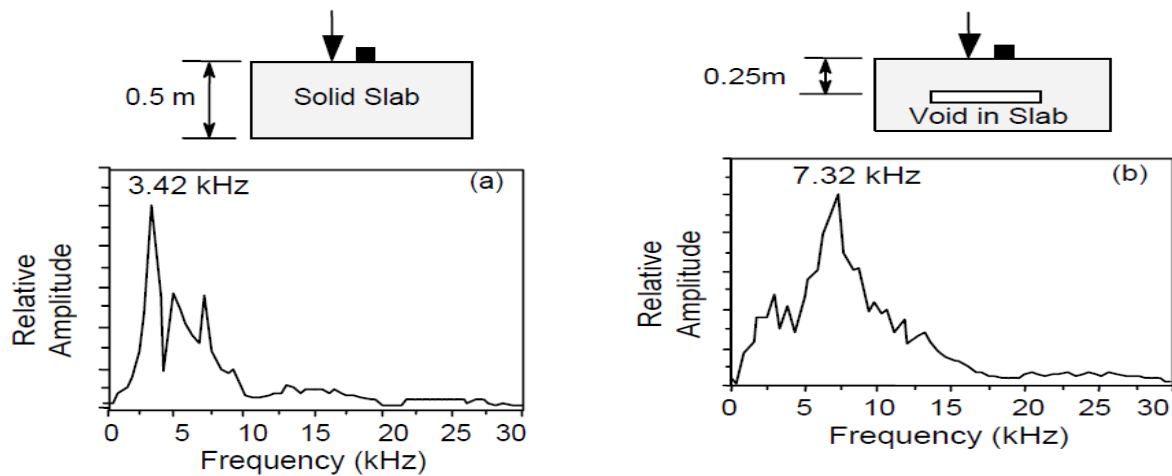 0.5 m
Solid Slab
3.42 kHz
(a)
Relative
Amplitude
0 5 10 15 20 25 30
Frequency (kHz)
0.25m
Void in Slab
7.32 kHz
(b)
Relative
Amplitude
0 5 10 15 20 25 30
Frequency (kHz)